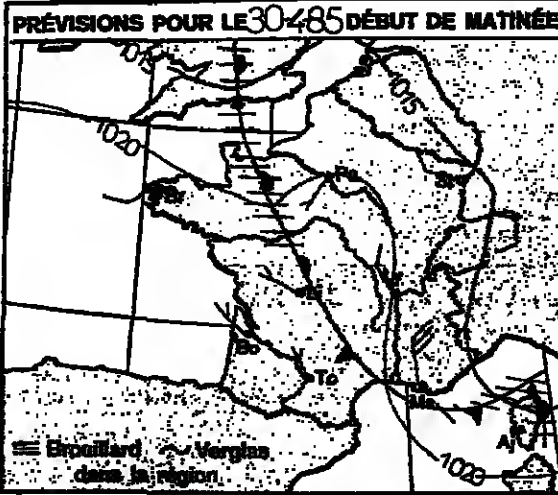 PRÉVISIONS POUR LE 30-4-85 DÉBUT DE MATINÉE
1015
1015
1020
Br
Pa
Bo
To
Ma
Aj
1020
Brouillard
Verglas
dans la région